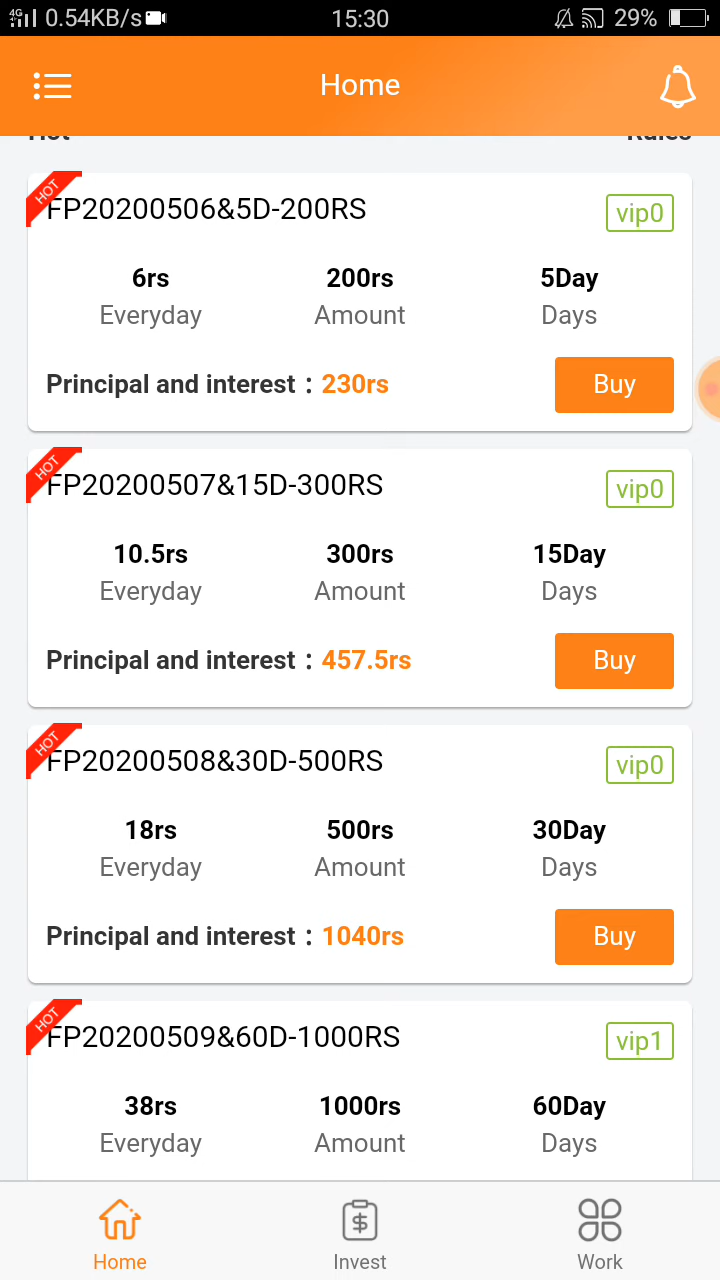 4G 0.54KB/s 15:30 29%
Home
Hot Rules
HOT
FP20200506&5D-200RS vip0
6rs 200rs 5Day
Everyday Amount Days
Principal and interest：230rs Buy
HOT
FP20200507&15D-300RS vip0
10.5rs 300rs 15Day
Everyday Amount Days
Principal and interest：457.5rs Buy
HOT
FP20200508&30D-500RS vip0
18rs 500rs 30Day
Everyday Amount Days
Principal and interest：1040rs Buy
HOT
FP20200509&60D-1000RS vip1
38rs 1000rs 60Day
Everyday Amount Days
Home Invest Work